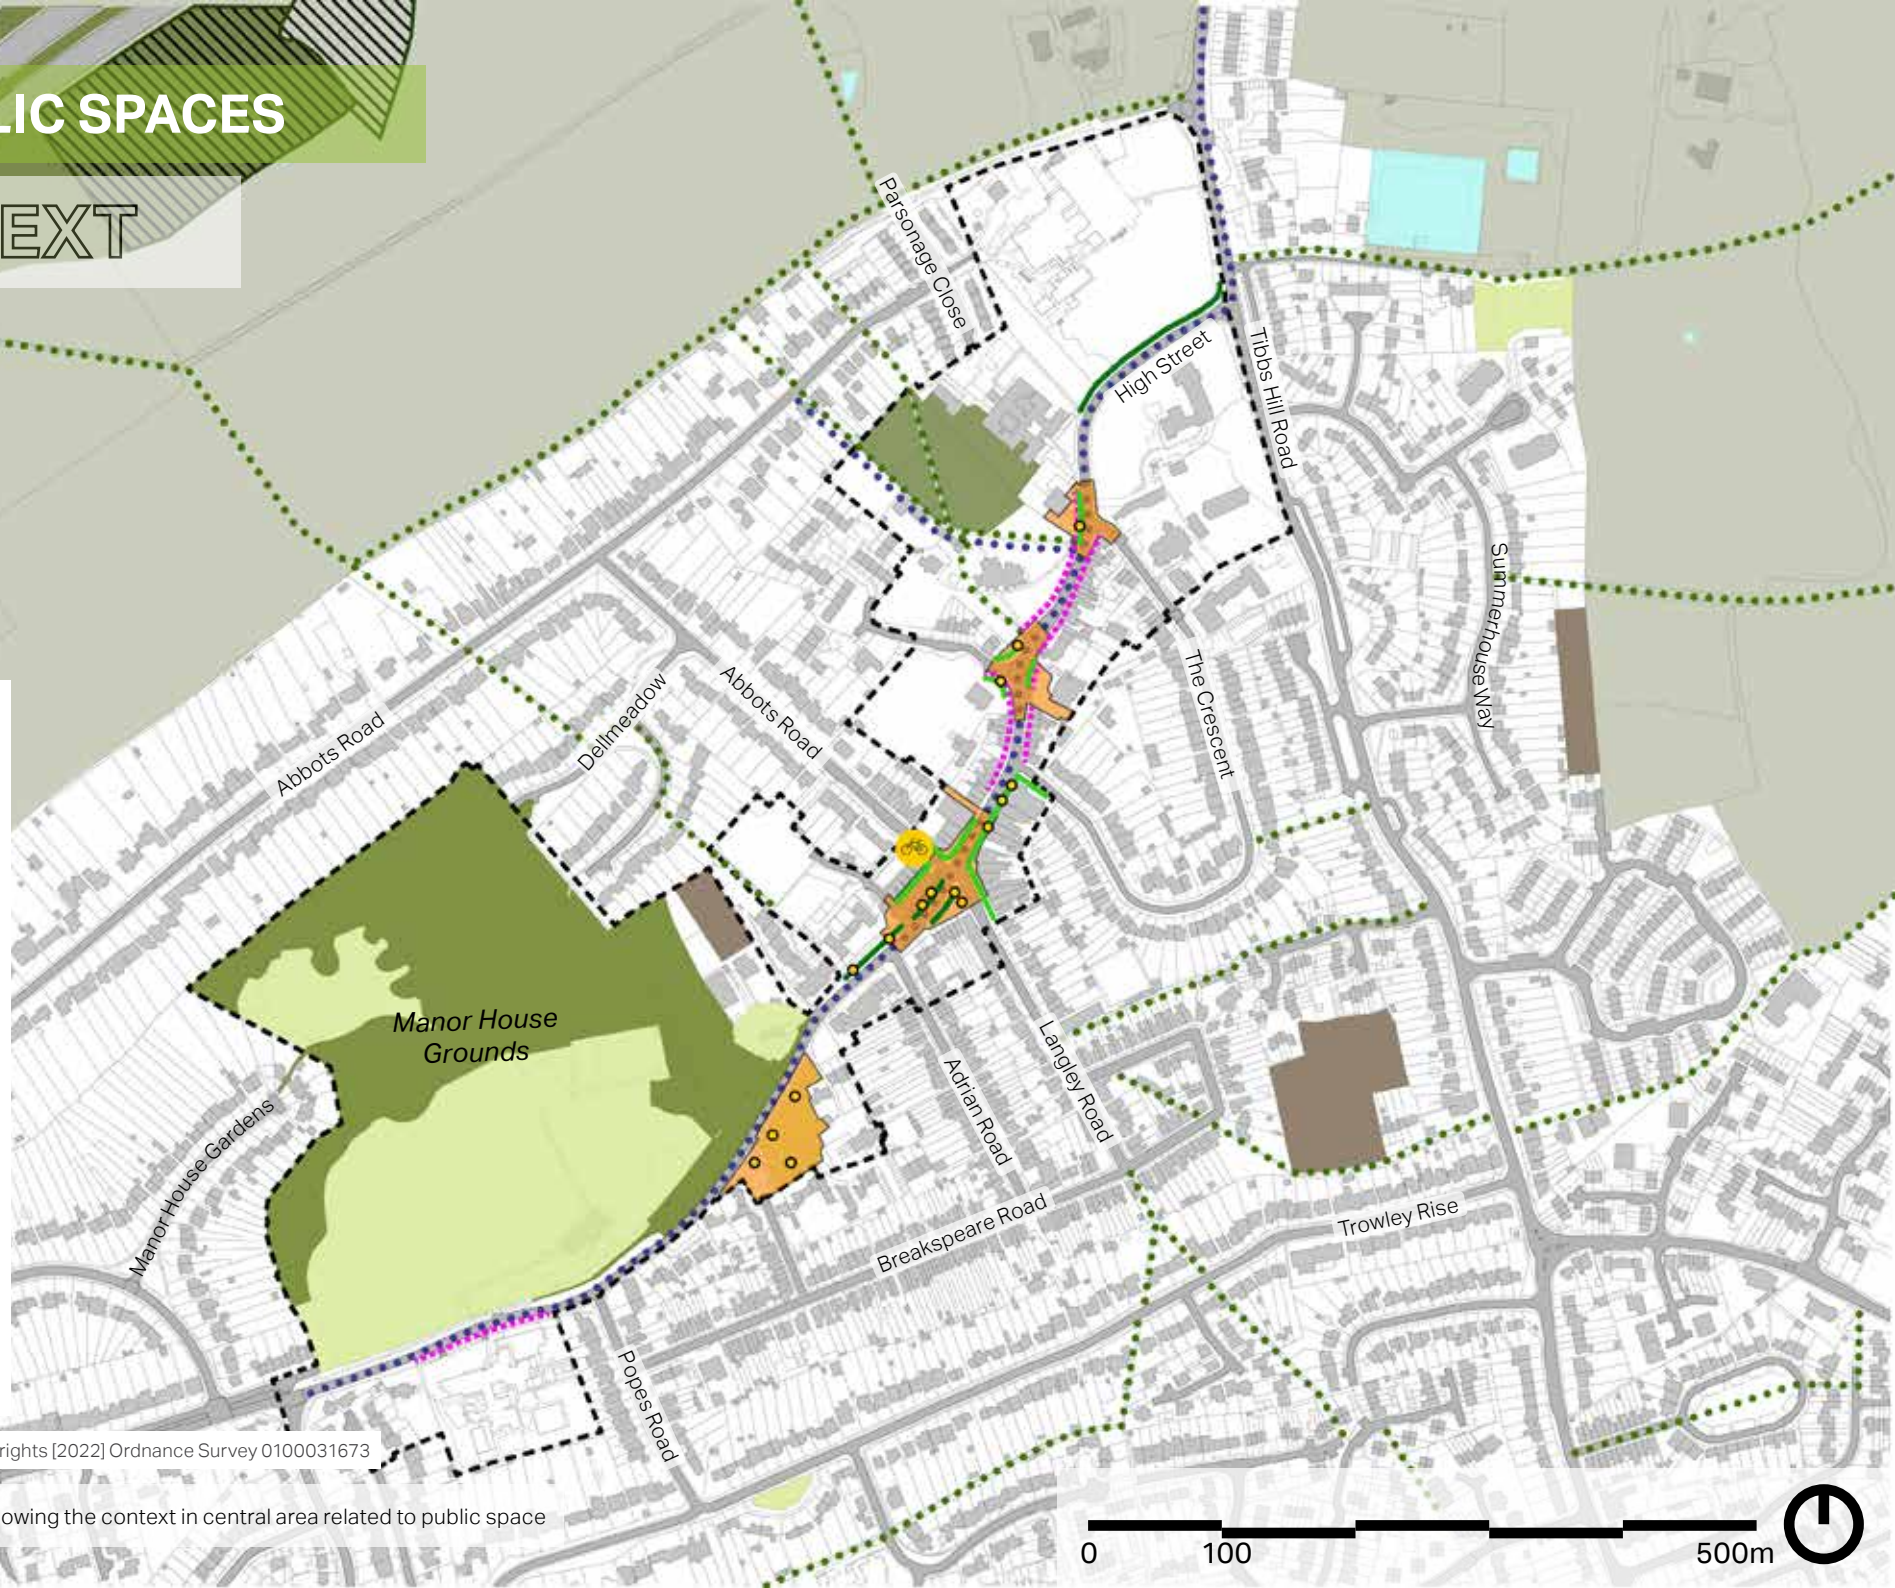 LIC SPACES
EXT
Parsonage Close
High Street
Tibbs Hill Road
Summerhouse Way
The Crescent
Abbots Road
Dellmeadow
Abbots Road
Manor House
Grounds
Manor House Gardens
Langley Road
Adrian Road
Breakspeare Road
Trowley Rise
Popes Road
rights [2022] Ordnance Survey 0100031673
owing the context in central area related to public space
0 100 500m